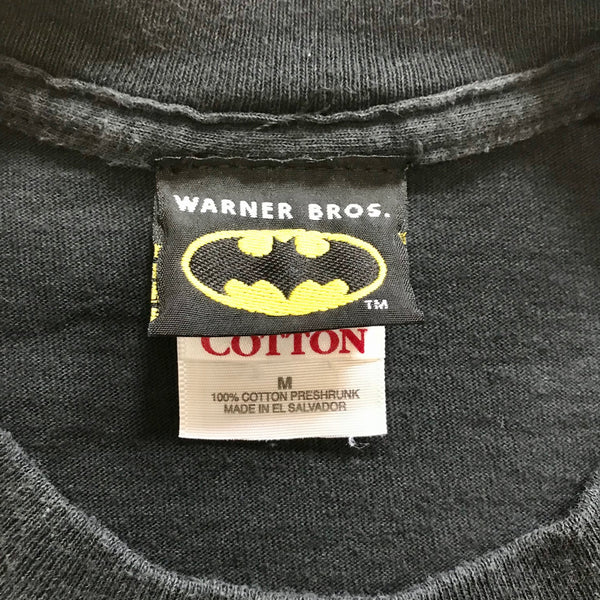 WARNER BROS.
TM
COTTON
M
100% COTTON PRESHRUNK
MADE IN EL SALVADOR